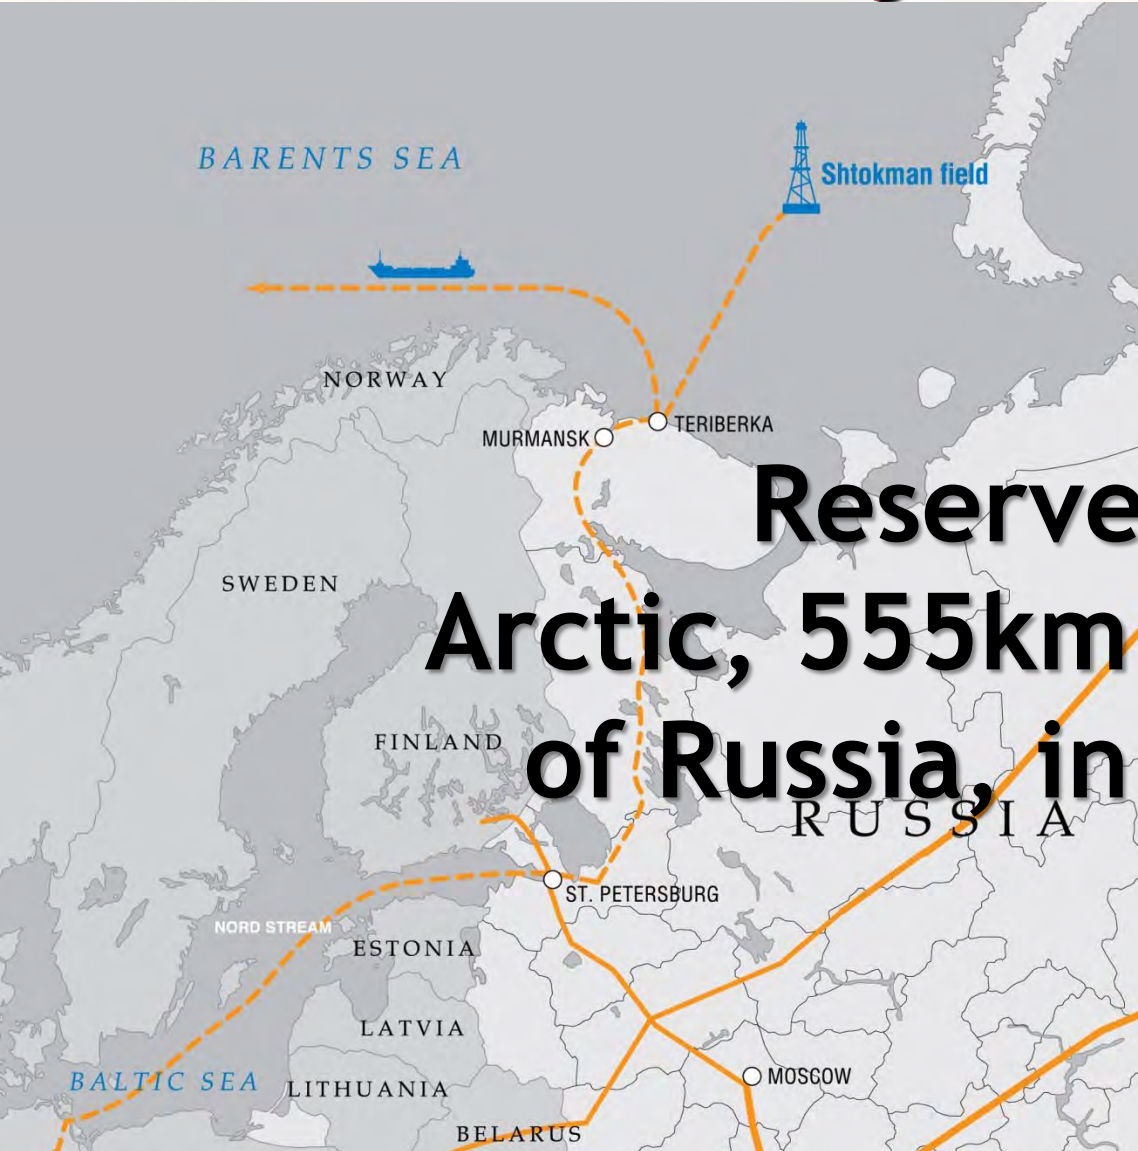 BARENTS SEA
Shtokman field
NORWAY
TERIBERKA
MURMANSK
Reserve
SWEDEN
Arctic, 555km
FINLAND
of Russia, in
RUSSIA
ST. PETERSBURG
NORD STREAM
ESTONIA
LATVIA
MOSCOW
BALTIC SEA
LITHUANIA
BELARUS